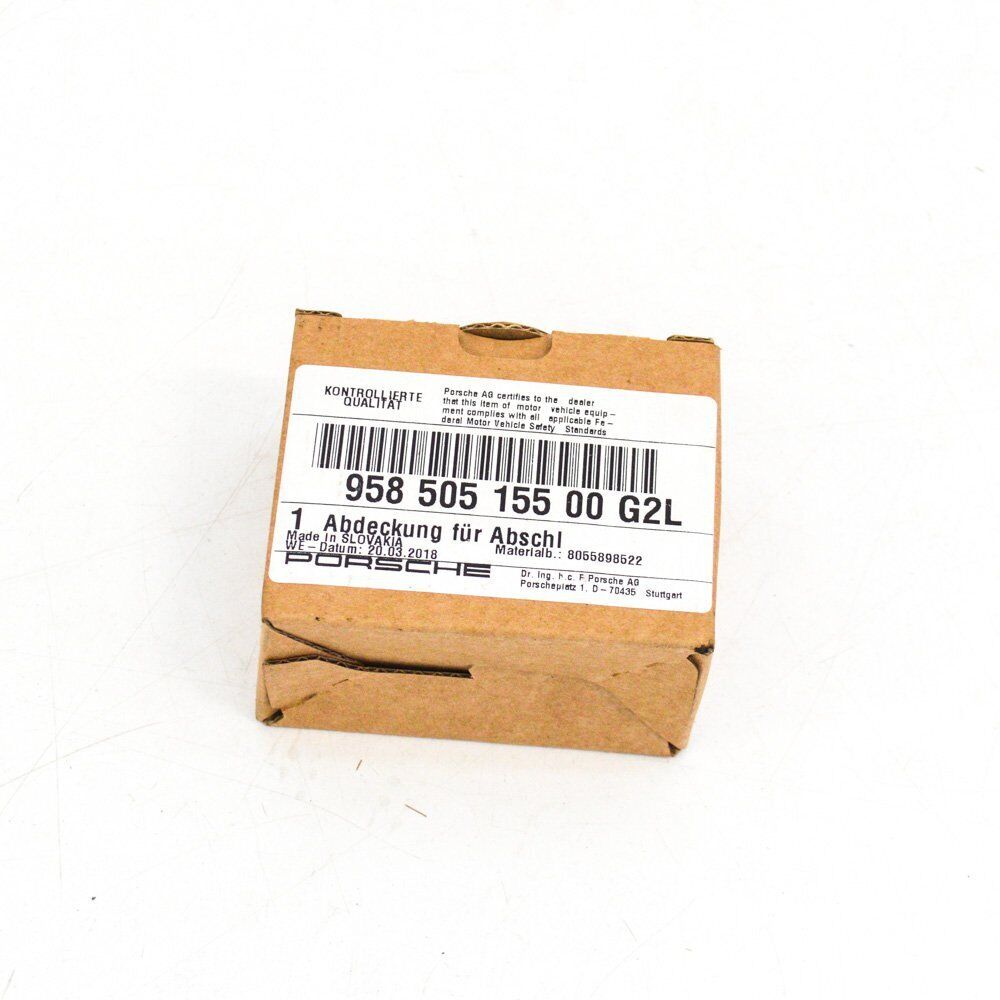 KONTROLLIERTE
QUALITÄT
Porsche AG certifies to the dealer
that this item of motor vehicle equip-
ment complies with all applicable Fe-
deral Motor Vehicle Safety Standards
958 505 155 00 G2L
1 Abdeckung für Abschl
Made in SLOVAKIA
Materialb.: 8055898522
WE-Datum: 20.03.2018
PORSCHE
Dr. Ing. h.c. F Porsche AG
Porscheplatz 1, D-70435 Stuttgart